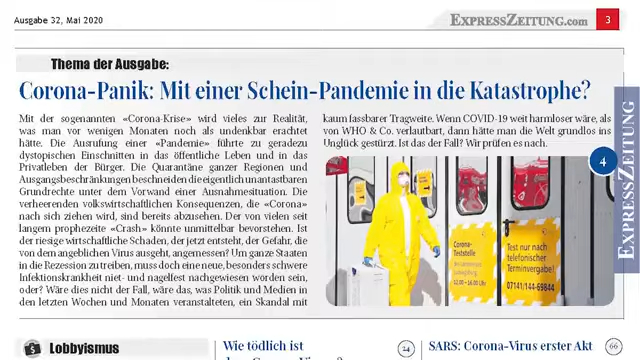 Ausgabe 32, Mai 2020
EXPRESSZEITUNG.com
3
Thema der Ausgabe:
Corona-Panik: Mit einer Schein-Pandemie in die Katastrophe?
Mit der sogenannten «Corona-Krise» wird vieles zur Realität,
was man vor wenigen Monaten noch als undenkbar erachtet
hätte. Die Ausrufung einer «Pandemie» führte zu geradezu
dystopischen Einschnitten in das öffentliche Leben und in das
Privatleben der Bürger. Die Quarantäne ganzer Regionen und
Ausgangsbeschränkungen beschneiden die eigentlich unantastbaren
Grundrechte unter dem Vorwand einer Ausnahmesituation. Die
verheerenden volkswirtschaftlichen Konsequenzen, die «Corona»
nach sich ziehen wird, sind bereits abzusehen. Der von vielen seit
langem prophezeite «Crash» könnte unmittelbar bevorstehen. Ist
der riesige wirtschaftliche Schaden, der jetzt entsteht, der Gefahr, die
von dem angeblichen Virus ausgeht, angemessen? Um ganze Staaten
in die Rezession zu treiben, muss doch eine neue, besonders schwere
Infektionskrankheit niet- und nagelfest nachgewiesen worden sein,
oder? Wäre dies nicht der Fall, wäre das, was Politik und Medien in
den letzten Wochen und Monaten veranstalteten, ein Skandal mit
kaum fassbarer Tragweite. Wenn COVID-19 weit harmloser wäre, als
von WHO & Co. verlautbart, dann hätte man die Welt grundlos ins
Unglück gestürzt. Ist das der Fall? Wir prüfen es nach.
4
EXPRESSZEITUNG
Corona-
Teststelle
12.00 - 16.00 Uhr
Test nur nach
telefonischer
Terminvergabe!
07141/144-69844
Lobbyismus
Wie tödlich ist
24
SARS: Corona-Virus erster Akt
66